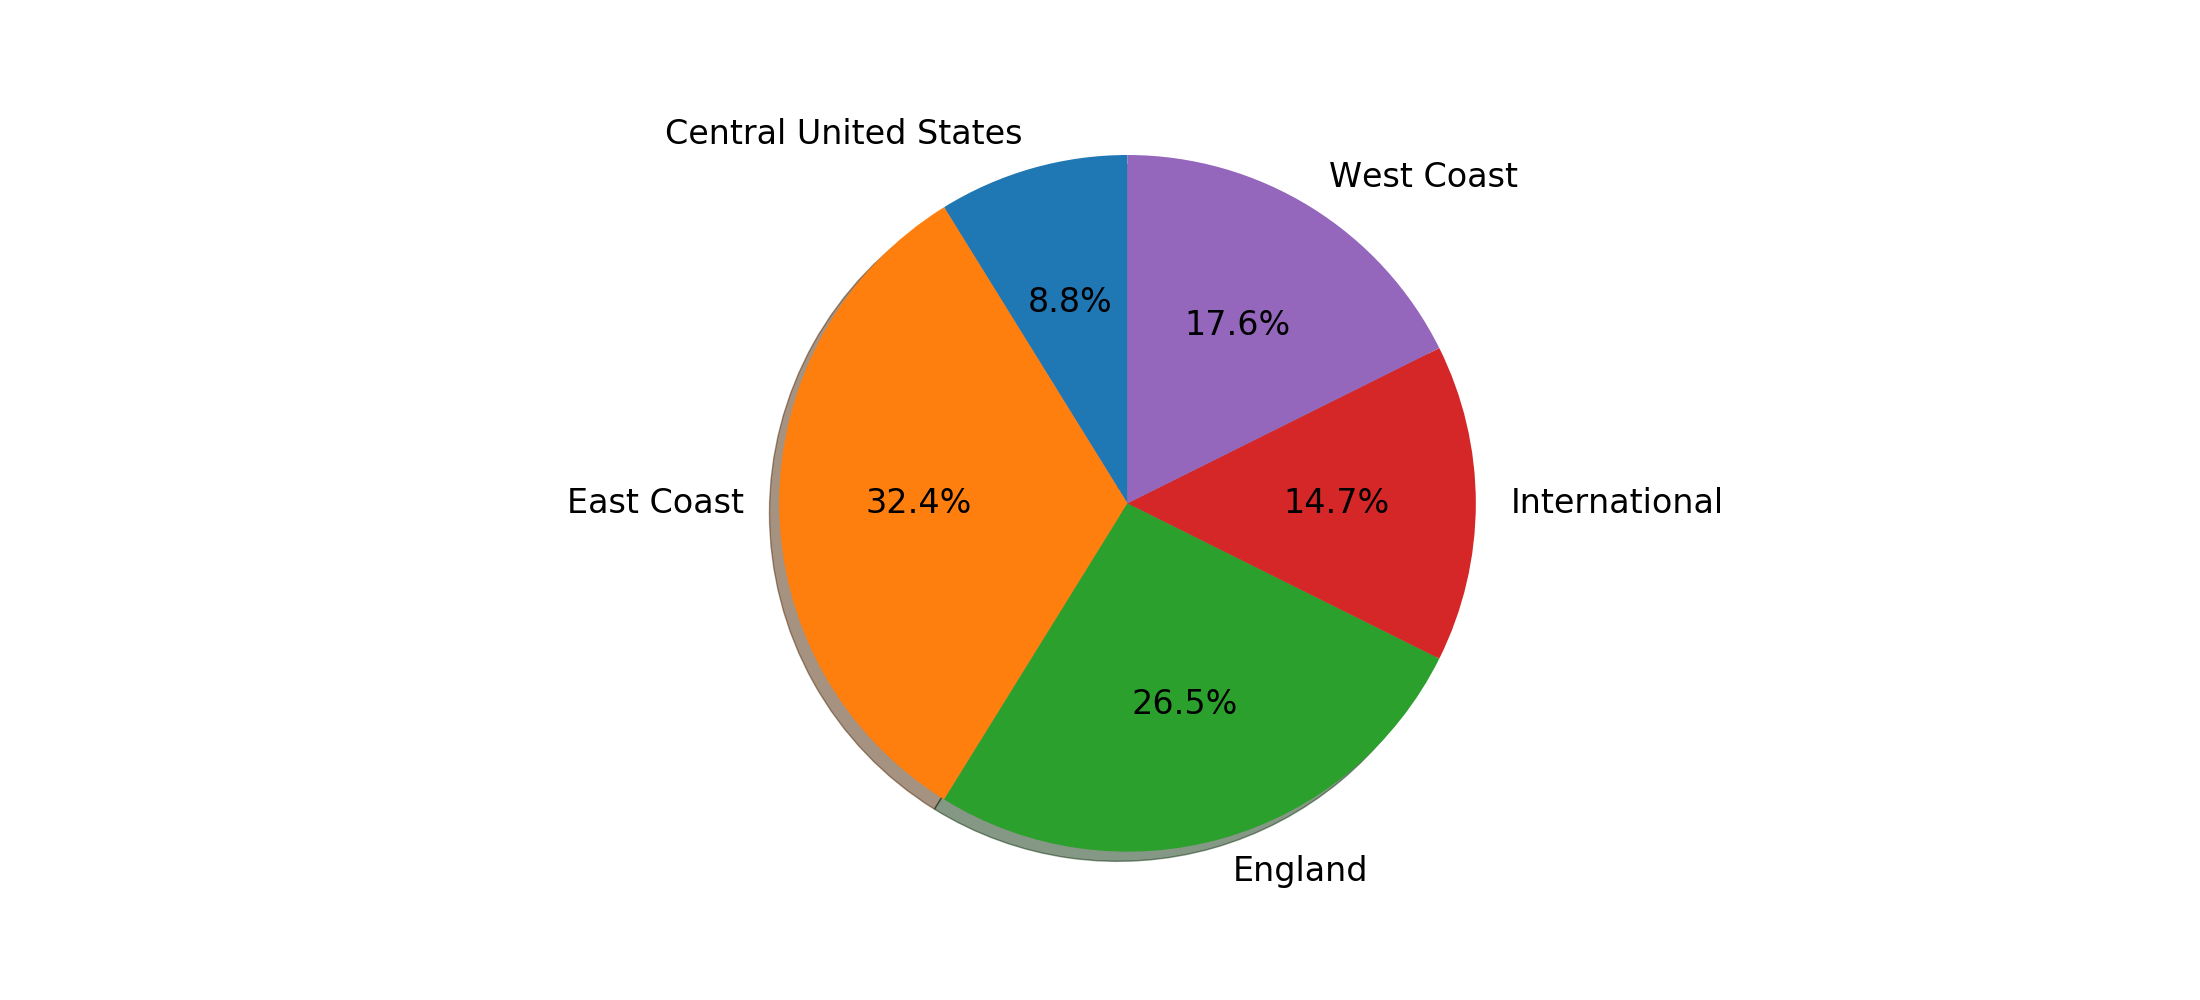 Central United States
West Coast
8.8%
17.6%
East Coast
32.4%
14.7%
International
26.5%
England